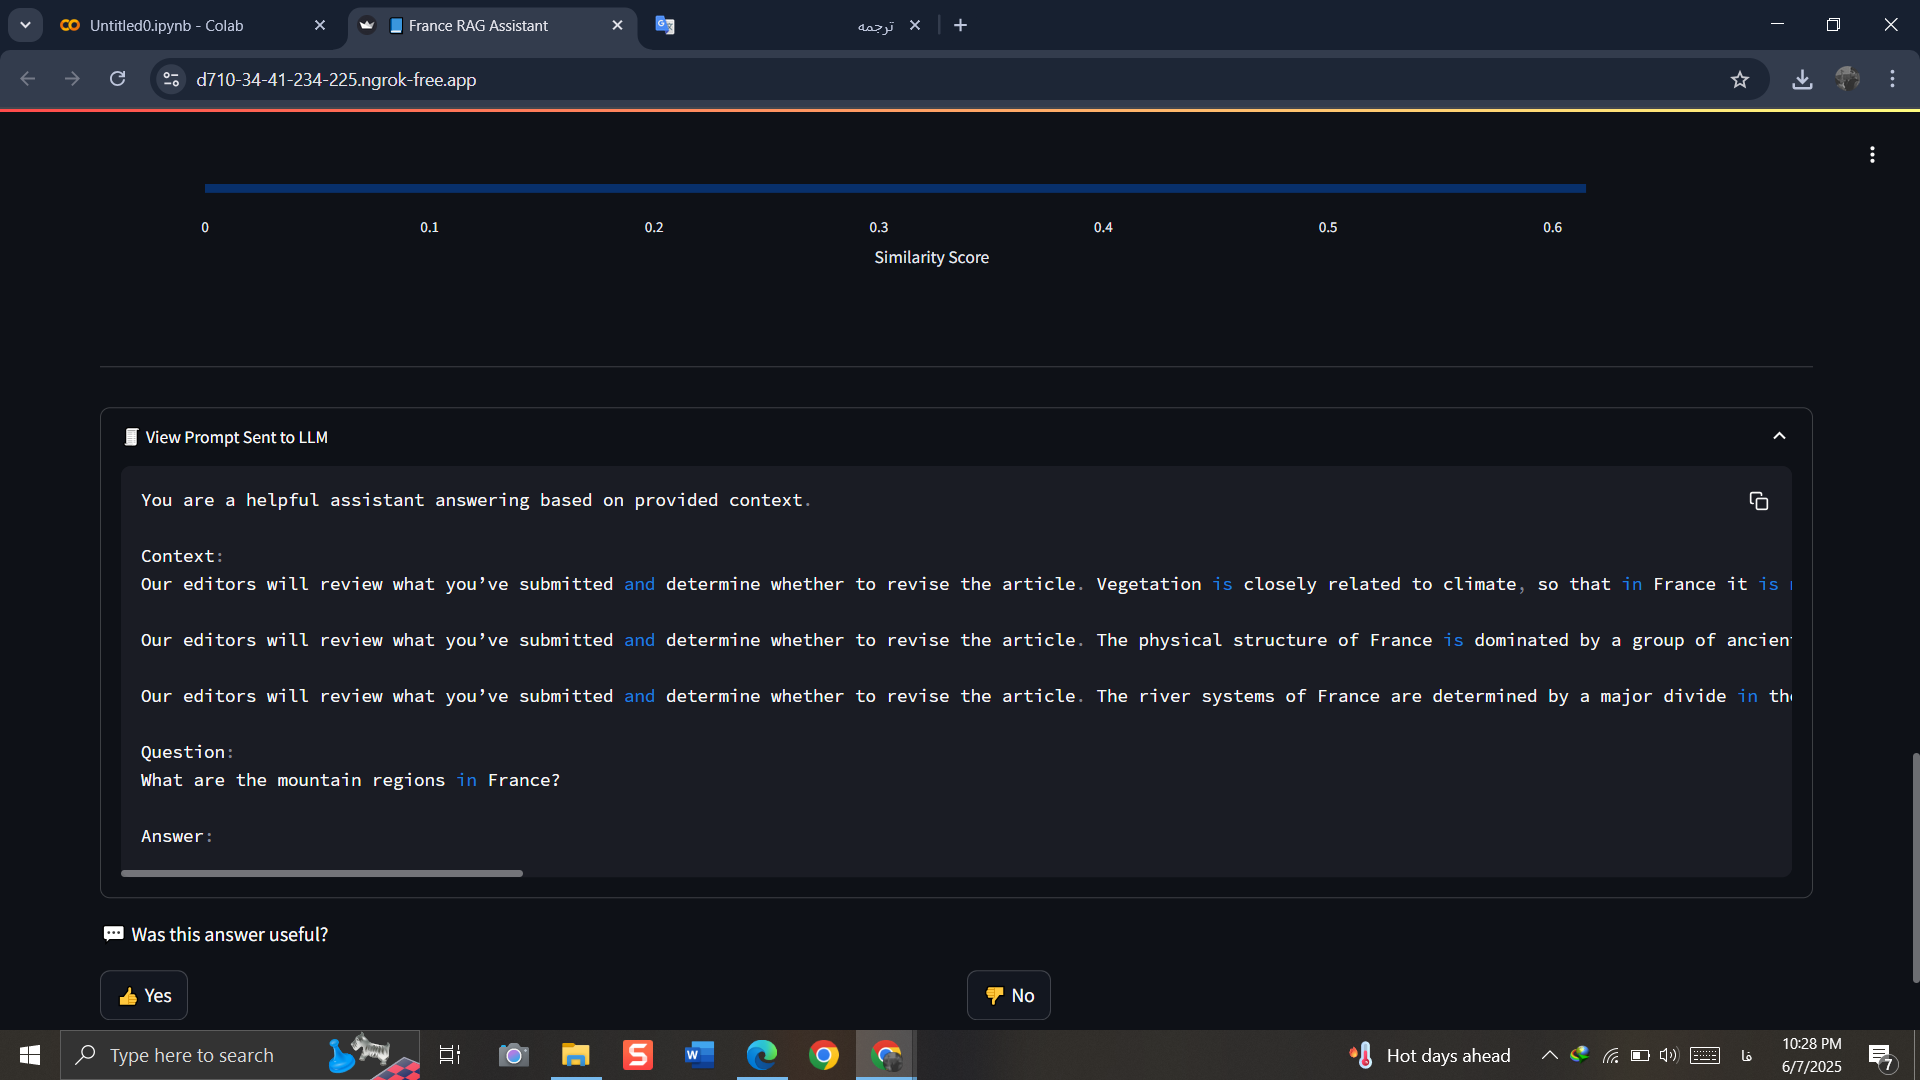 Untitled0.ipynb - Colab
France RAG Assistant
ترجمه
d710-34-41-234-225.ngrok-free.app
0 0.1 0.2 0.3 0.4 0.5 0.6
Similarity Score
View Prompt Sent to LLM
You are a helpful assistant answering based on provided context.
Context:
Our editors will review what you’ve submitted and determine whether to revise the article. Vegetation is closely related to climate, so that in France it is
Our editors will review what you’ve submitted and determine whether to revise the article. The physical structure of France is dominated by a group of ancien
Our editors will review what you’ve submitted and determine whether to revise the article. The river systems of France are determined by a major divide in the
Question:
What are the mountain regions in France?
Answer:
Was this answer useful?
👍 Yes
👎 No
Type here to search
Hot days ahead
فا
10:28 PM
6/7/2025
7